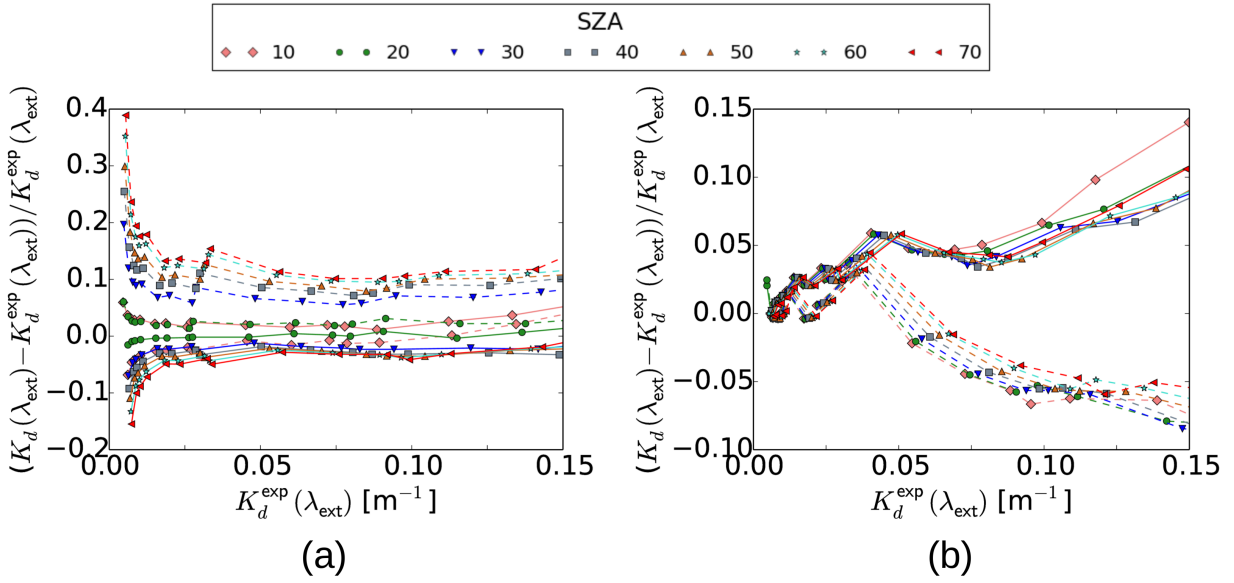 SZA
10 20 30 40 50 60 70
(K_d(λ_ext) − K_d^exp(λ_ext))/K_d^exp(λ_ext)
0.4
0.3
0.2
0.1
0.0
−0.1
−0.2
0.00 0.05 0.10 0.15
K_d^exp(λ_ext) [m^−1]
(a)
(K_d(λ_ext) − K_d^exp(λ_ext))/K_d^exp(λ_ext)
0.15
0.10
0.05
0.00
−0.05
−0.10
0.00 0.05 0.10 0.15
K_d^exp(λ_ext) [m^−1]
(b)